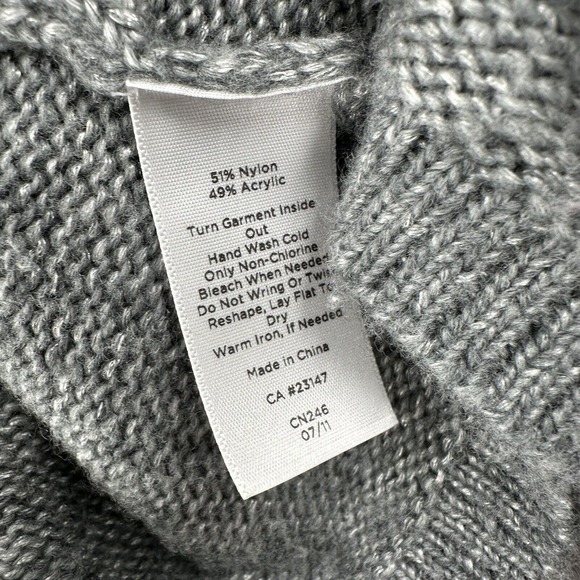 51% Nylon
49% Acrylic
Turn Garment Inside
Out
Hand Wash Cold
Only Non-Chlorine
Bleach When Needed
Do Not Wring Or Twist
Reshape, Lay Flat To
Dry
Warm Iron, If Needed
Made in China
CA #23147
CN246
07/11